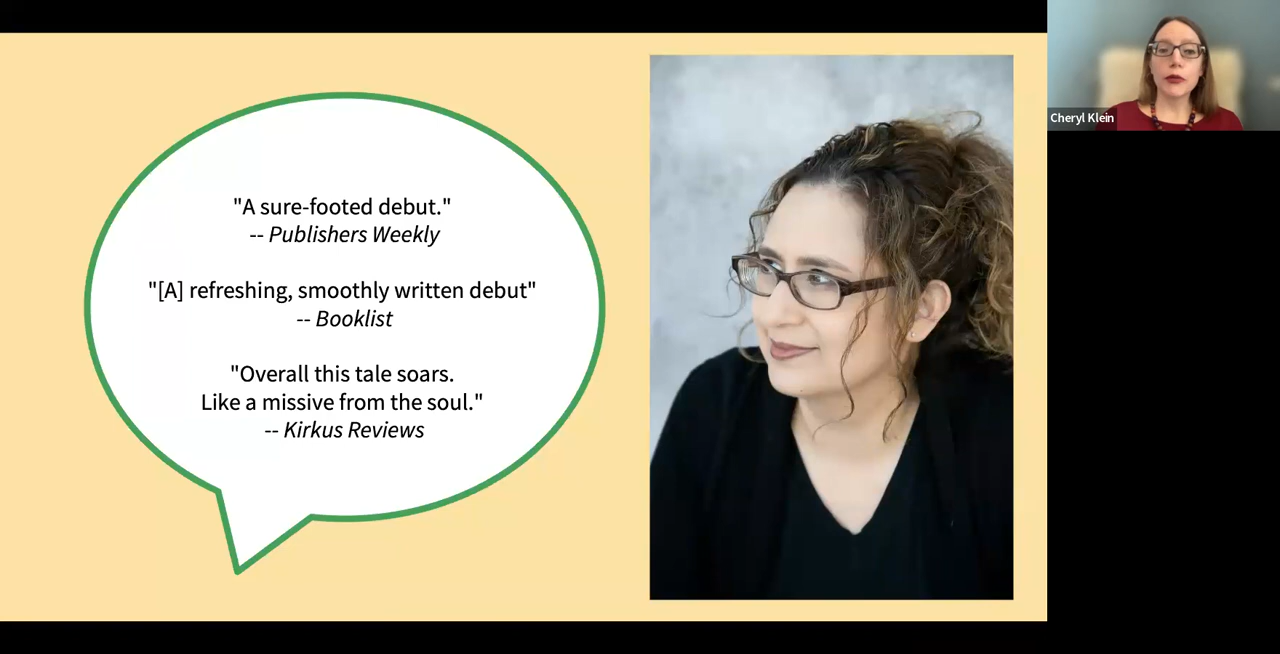 "A sure-footed debut."
-- Publishers Weekly
"[A] refreshing, smoothly written debut"
-- Booklist
"Overall this tale soars.
Like a missive from the soul."
-- Kirkus Reviews
Cheryl Klein